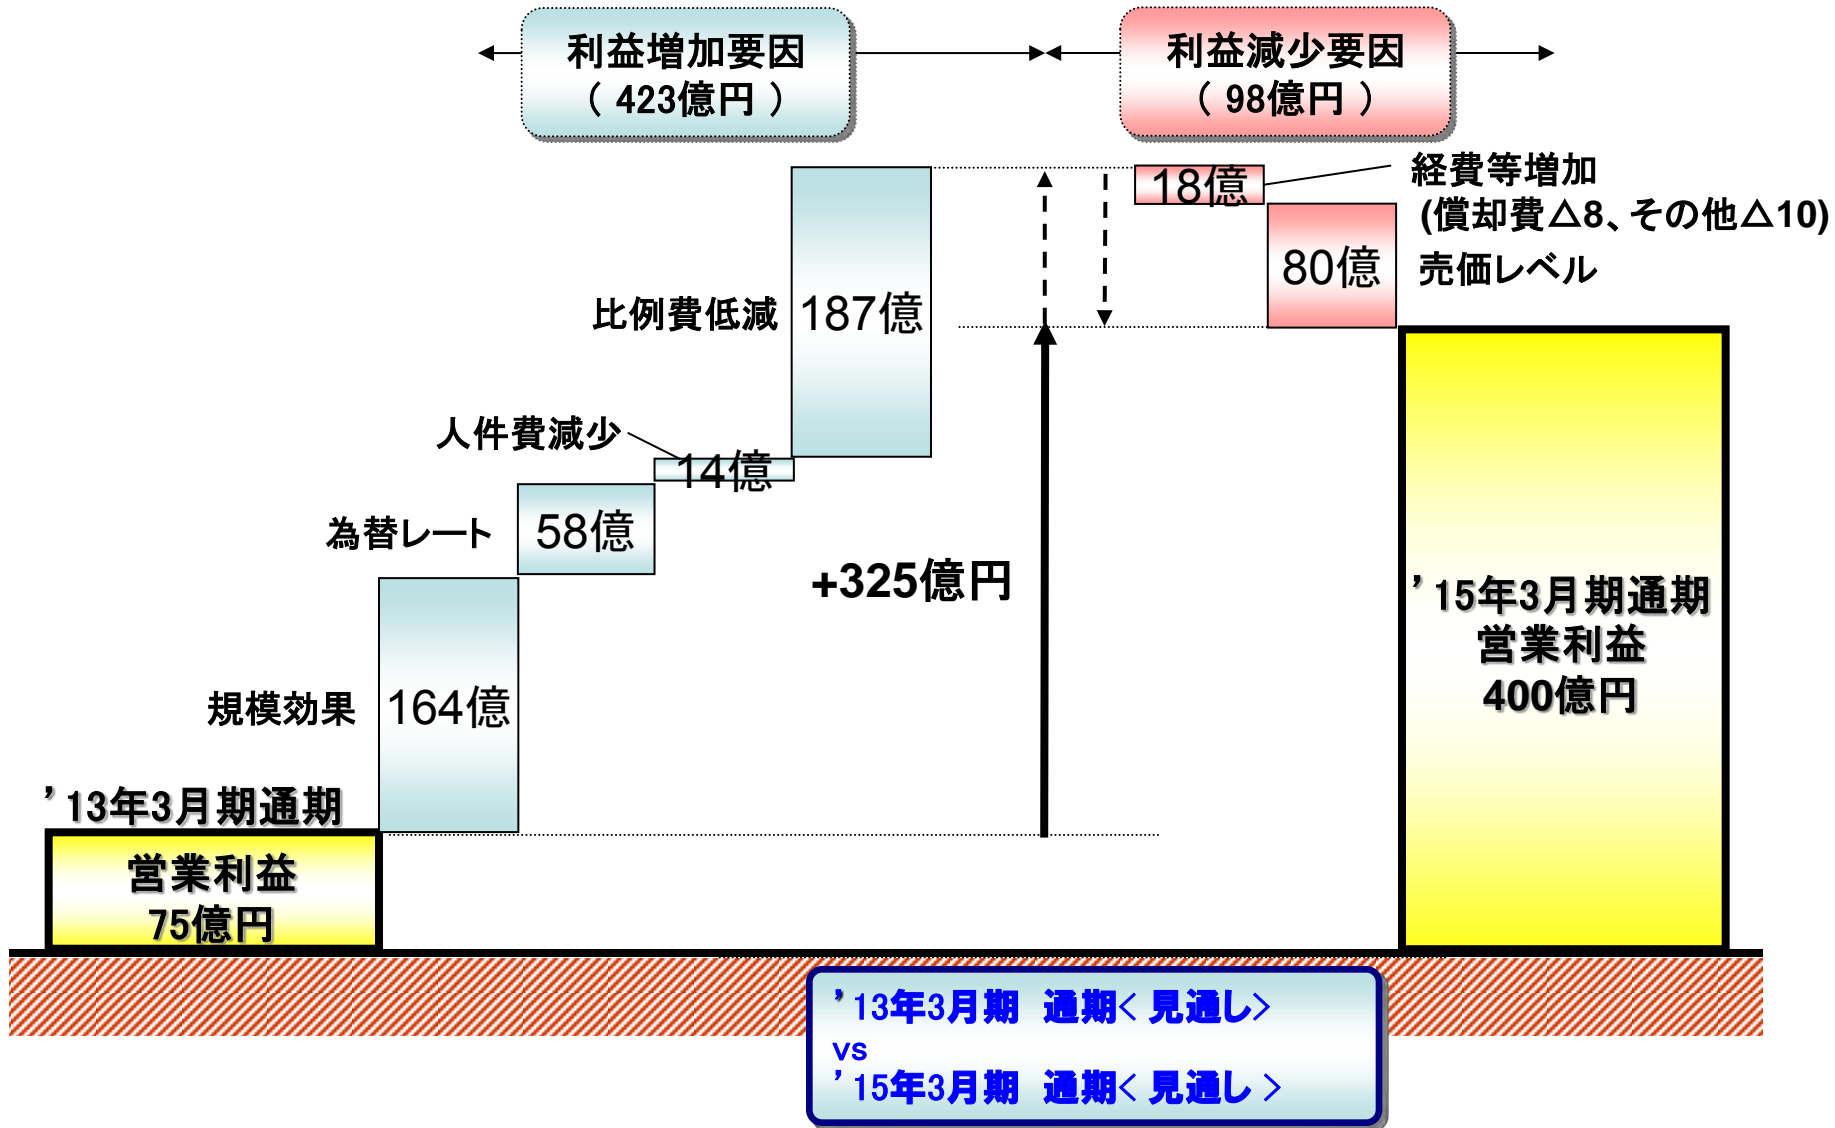 利益増加要因
（ 423億円 ）
利益減少要因
（ 98億円 ）
18億
経費等増加
(償却費△8、その他△10)
80億
売価レベル
比例費低減
187億
人件費減少
14億
為替レート
58億
+325億円
規模効果
164億
’15年3月期通期
営業利益
400億円
’13年3月期通期
営業利益
75億円
’13年3月期　通期＜ 見通し＞
vs
’15年3月期　通期＜ 見通し ＞